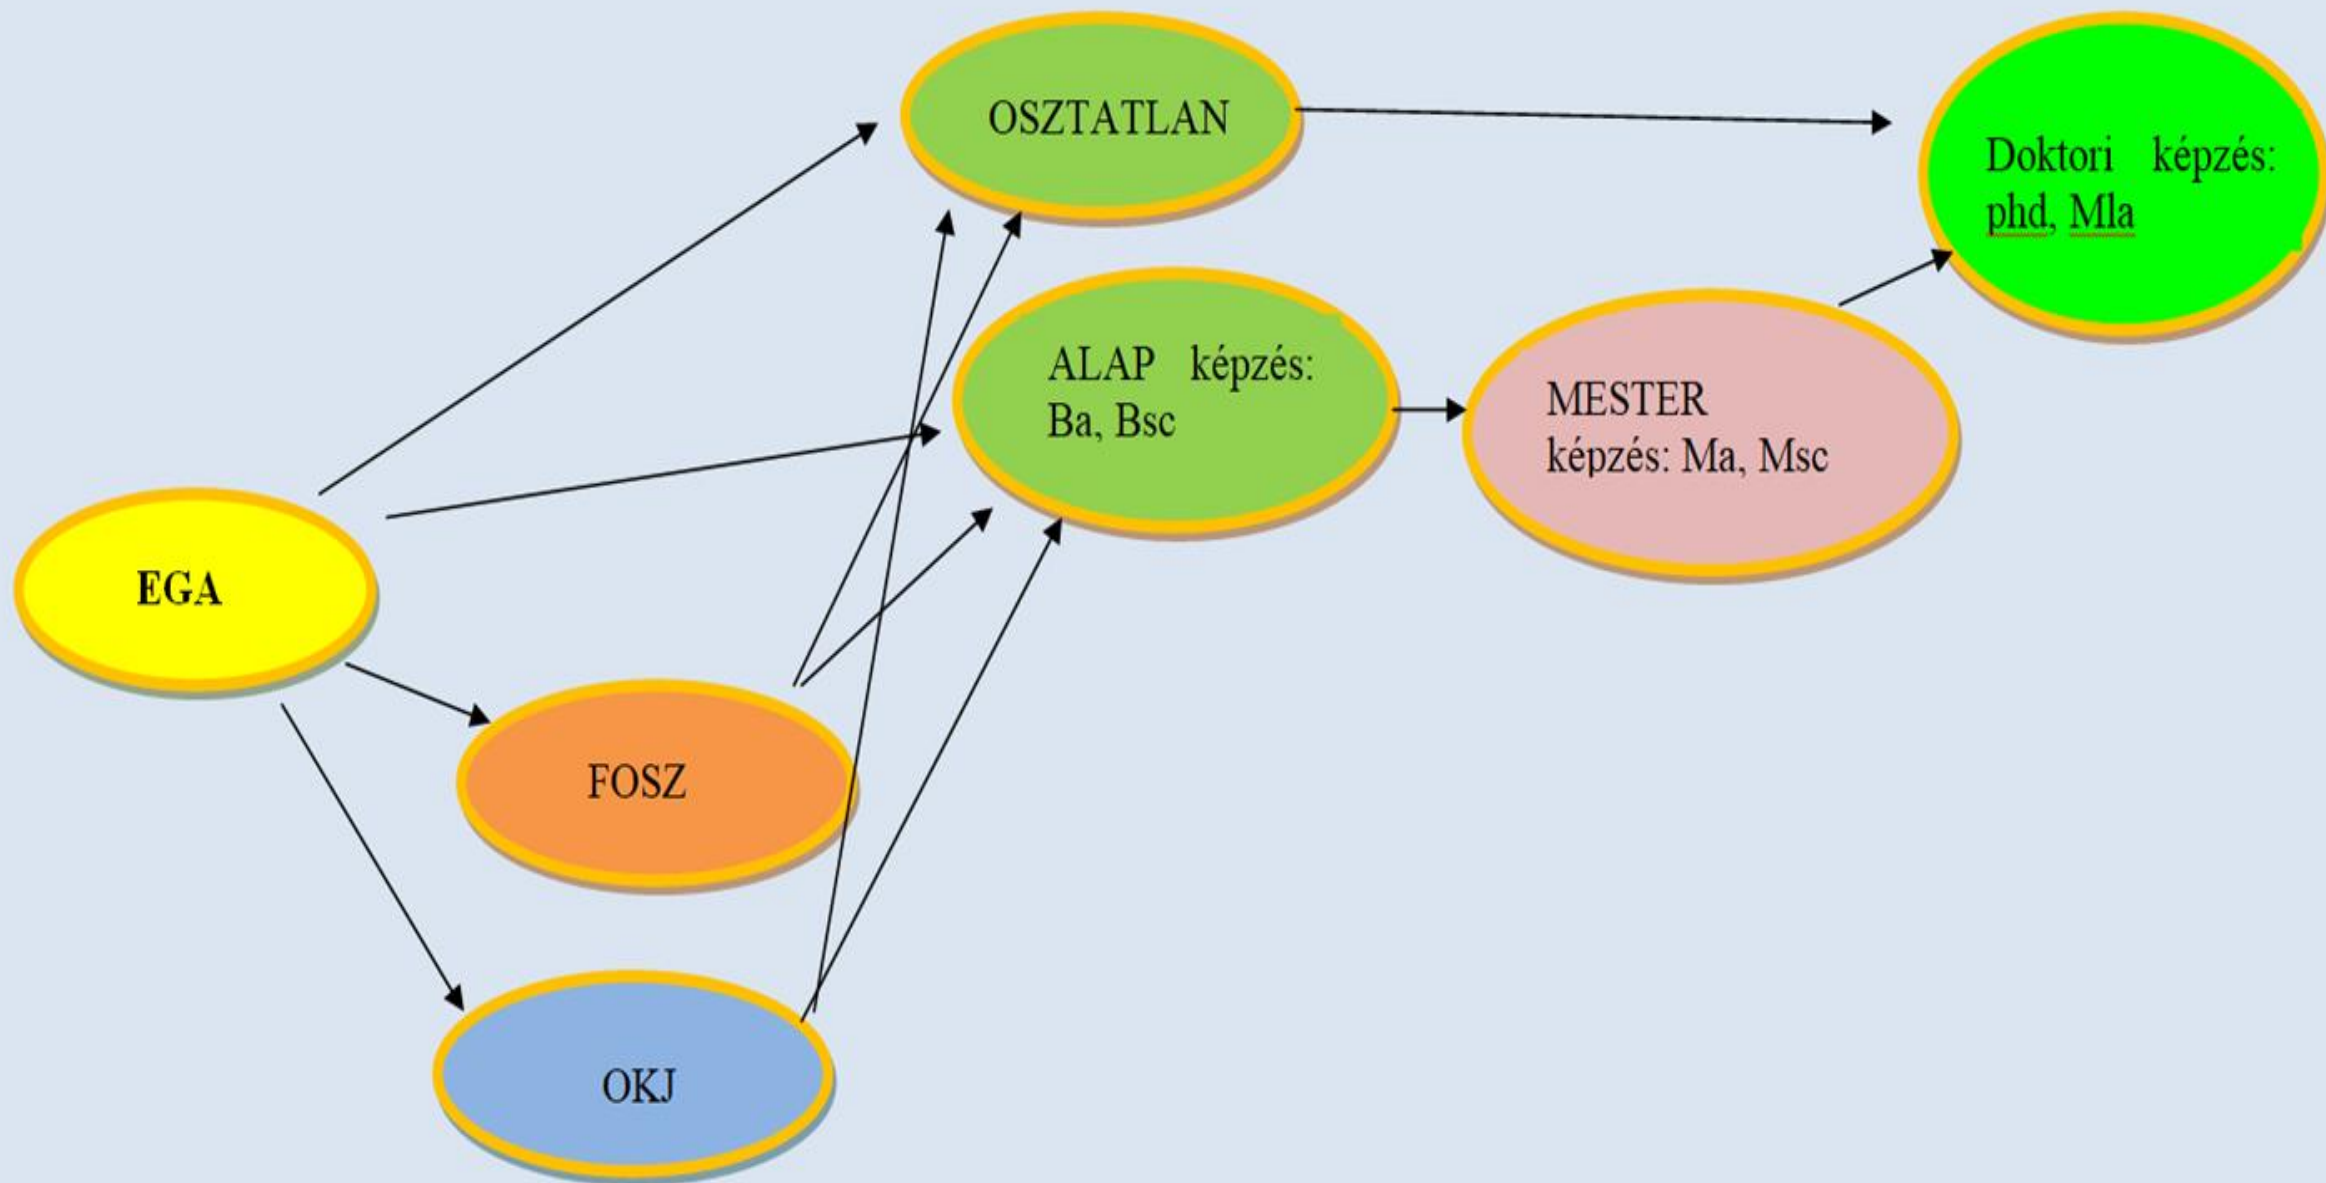 OSZTATLAN
Doktori képzés:
phd, Mla
ALAP képzés:
Ba, Bsc
MESTER
képzés: Ma, Msc
EGA
FOSZ
OKJ